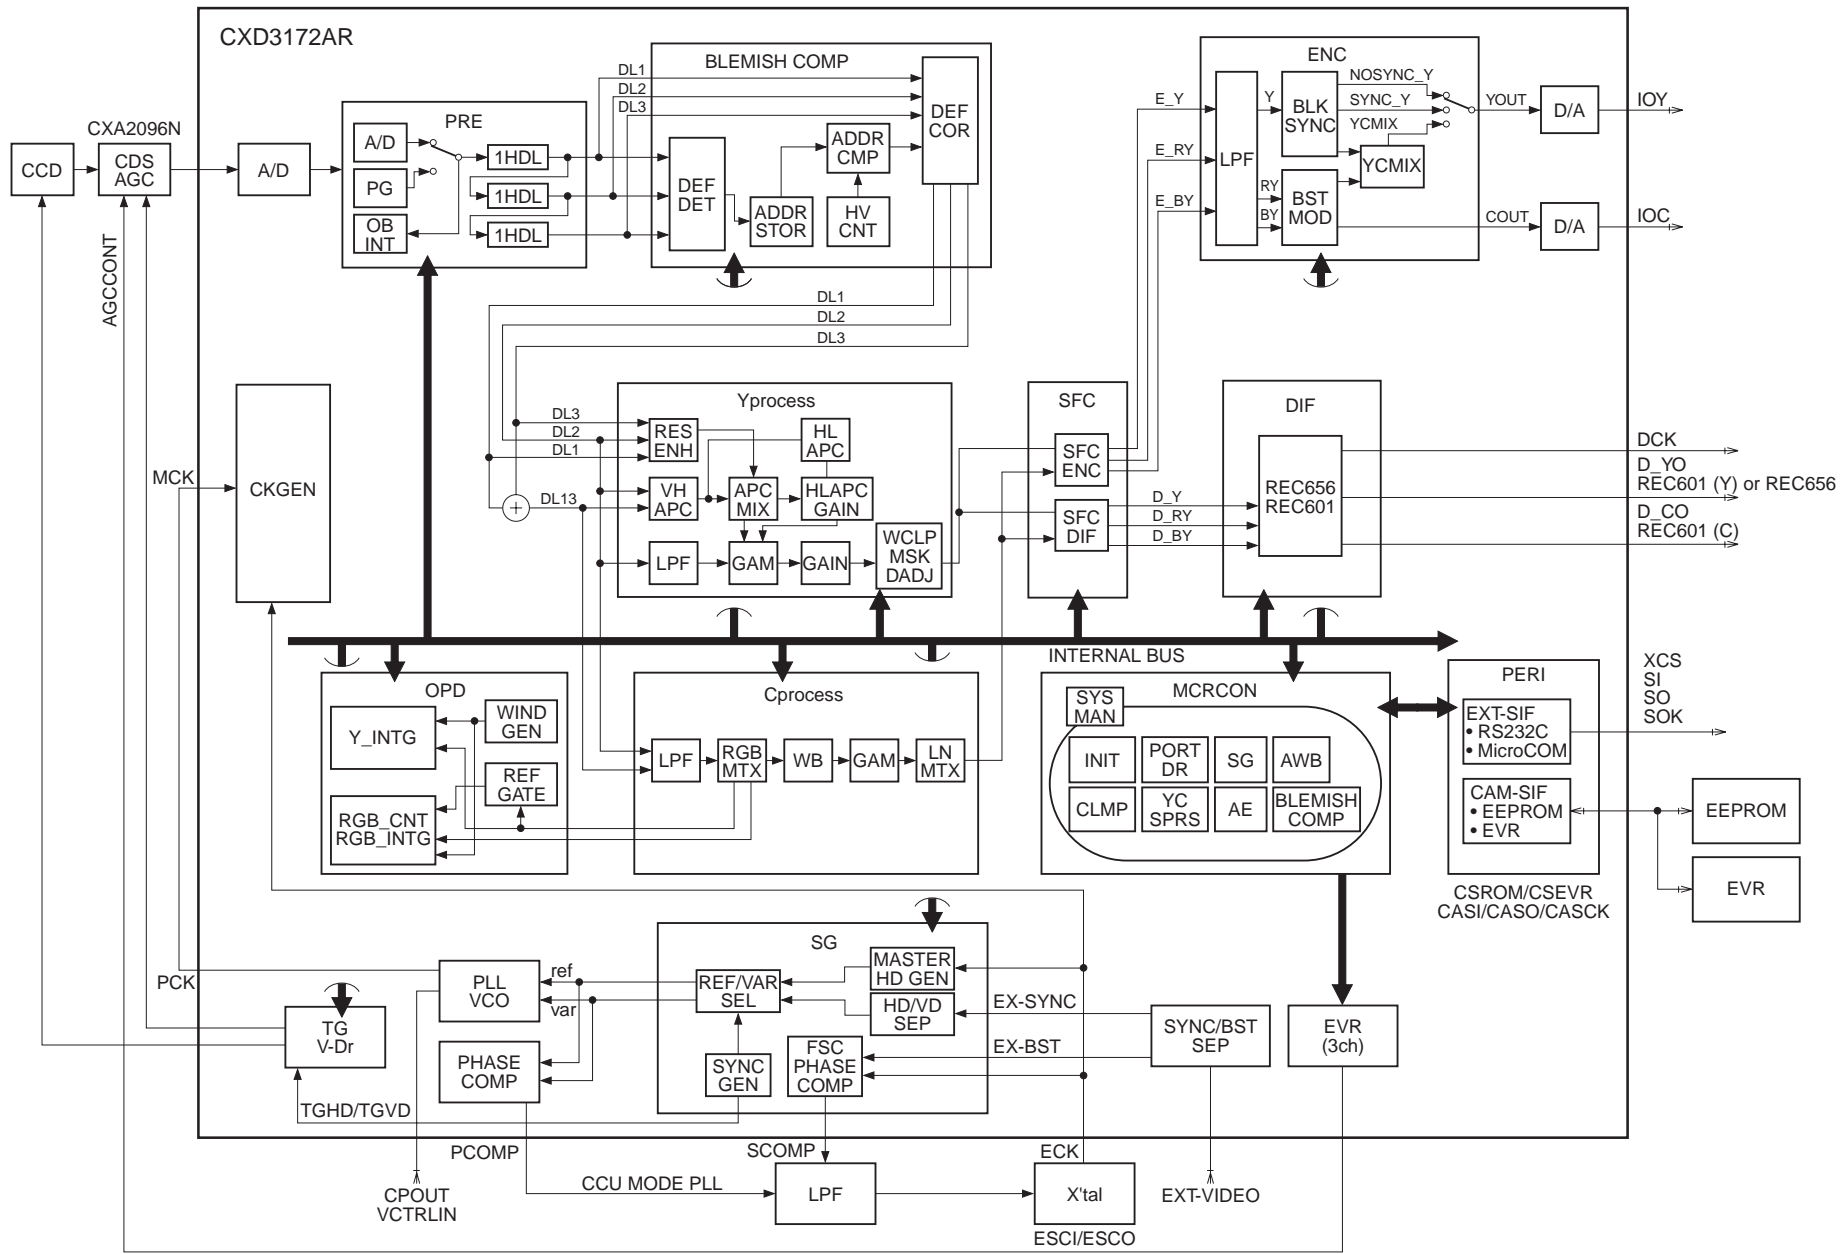 CXD3172AR
CXA2096N
CCD
CDS
AGC
A/D
AGCCONT
PRE
A/D
PG
OB
INT
1HDL
1HDL
1HDL
DL1
DL2
DL3
BLEMISH COMP
DEF
DET
ADDR
STOR
ADDR
CMP
HV
CNT
DEF
COR
DL1
DL2
DL3
ENC
E_Y
E_RY
E_BY
LPF
Y
RY
BY
BLK
SYNC
BST
MOD
NOSYNC_Y
SYNC_Y
YCMIX
YCMIX
YOUT
COUT
D/A
D/A
IOY
IOC
MCK
CKGEN
DL3
DL2
DL1
DL13
+
Yprocess
RES
ENH
HL
APC
VH
APC
APC
MIX
HLAPC
GAIN
LPF
GAM
GAIN
WCLP
MSK
DADJ
SFC
SFC
ENC
SFC
DIF
D_Y
D_RY
D_BY
DIF
REC656
REC601
DCK
D_YO
REC601 (Y) or REC656
D_CO
REC601 (C)
INTERNAL BUS
OPD
Y_INTG
WIND
GEN
REF
GATE
RGB_CNT
RGB_INTG
Cprocess
LPF
RGB
MTX
WB
GAM
LN
MTX
MCRCON
SYS
MAN
INIT
PORT
DR
SG
AWB
CLMP
YC
SPRS
AE
BLEMISH
COMP
PERI
EXT-SIF
• RS232C
• MicroCOM
CAM-SIF
• EEPROM
• EVR
XCS
SI
SO
SOK
EEPROM
EVR
CSROM/CSEVR
CASI/CASO/CASCK
SG
MASTER
HD GEN
REF/VAR
SEL
HD/VD
SEP
SYNC
GEN
FSC
PHASE
COMP
EX-SYNC
EX-BST
SYNC/BST
SEP
EVR
(3ch)
PCK
PLL
VCO
ref
var
TG
V-Dr
PHASE
COMP
TGHD/TGVD
PCOMP
SCOMP
ECK
CPOUT
VCTRLIN
CCU MODE PLL
LPF
X'tal
EXT-VIDEO
ESCI/ESCO